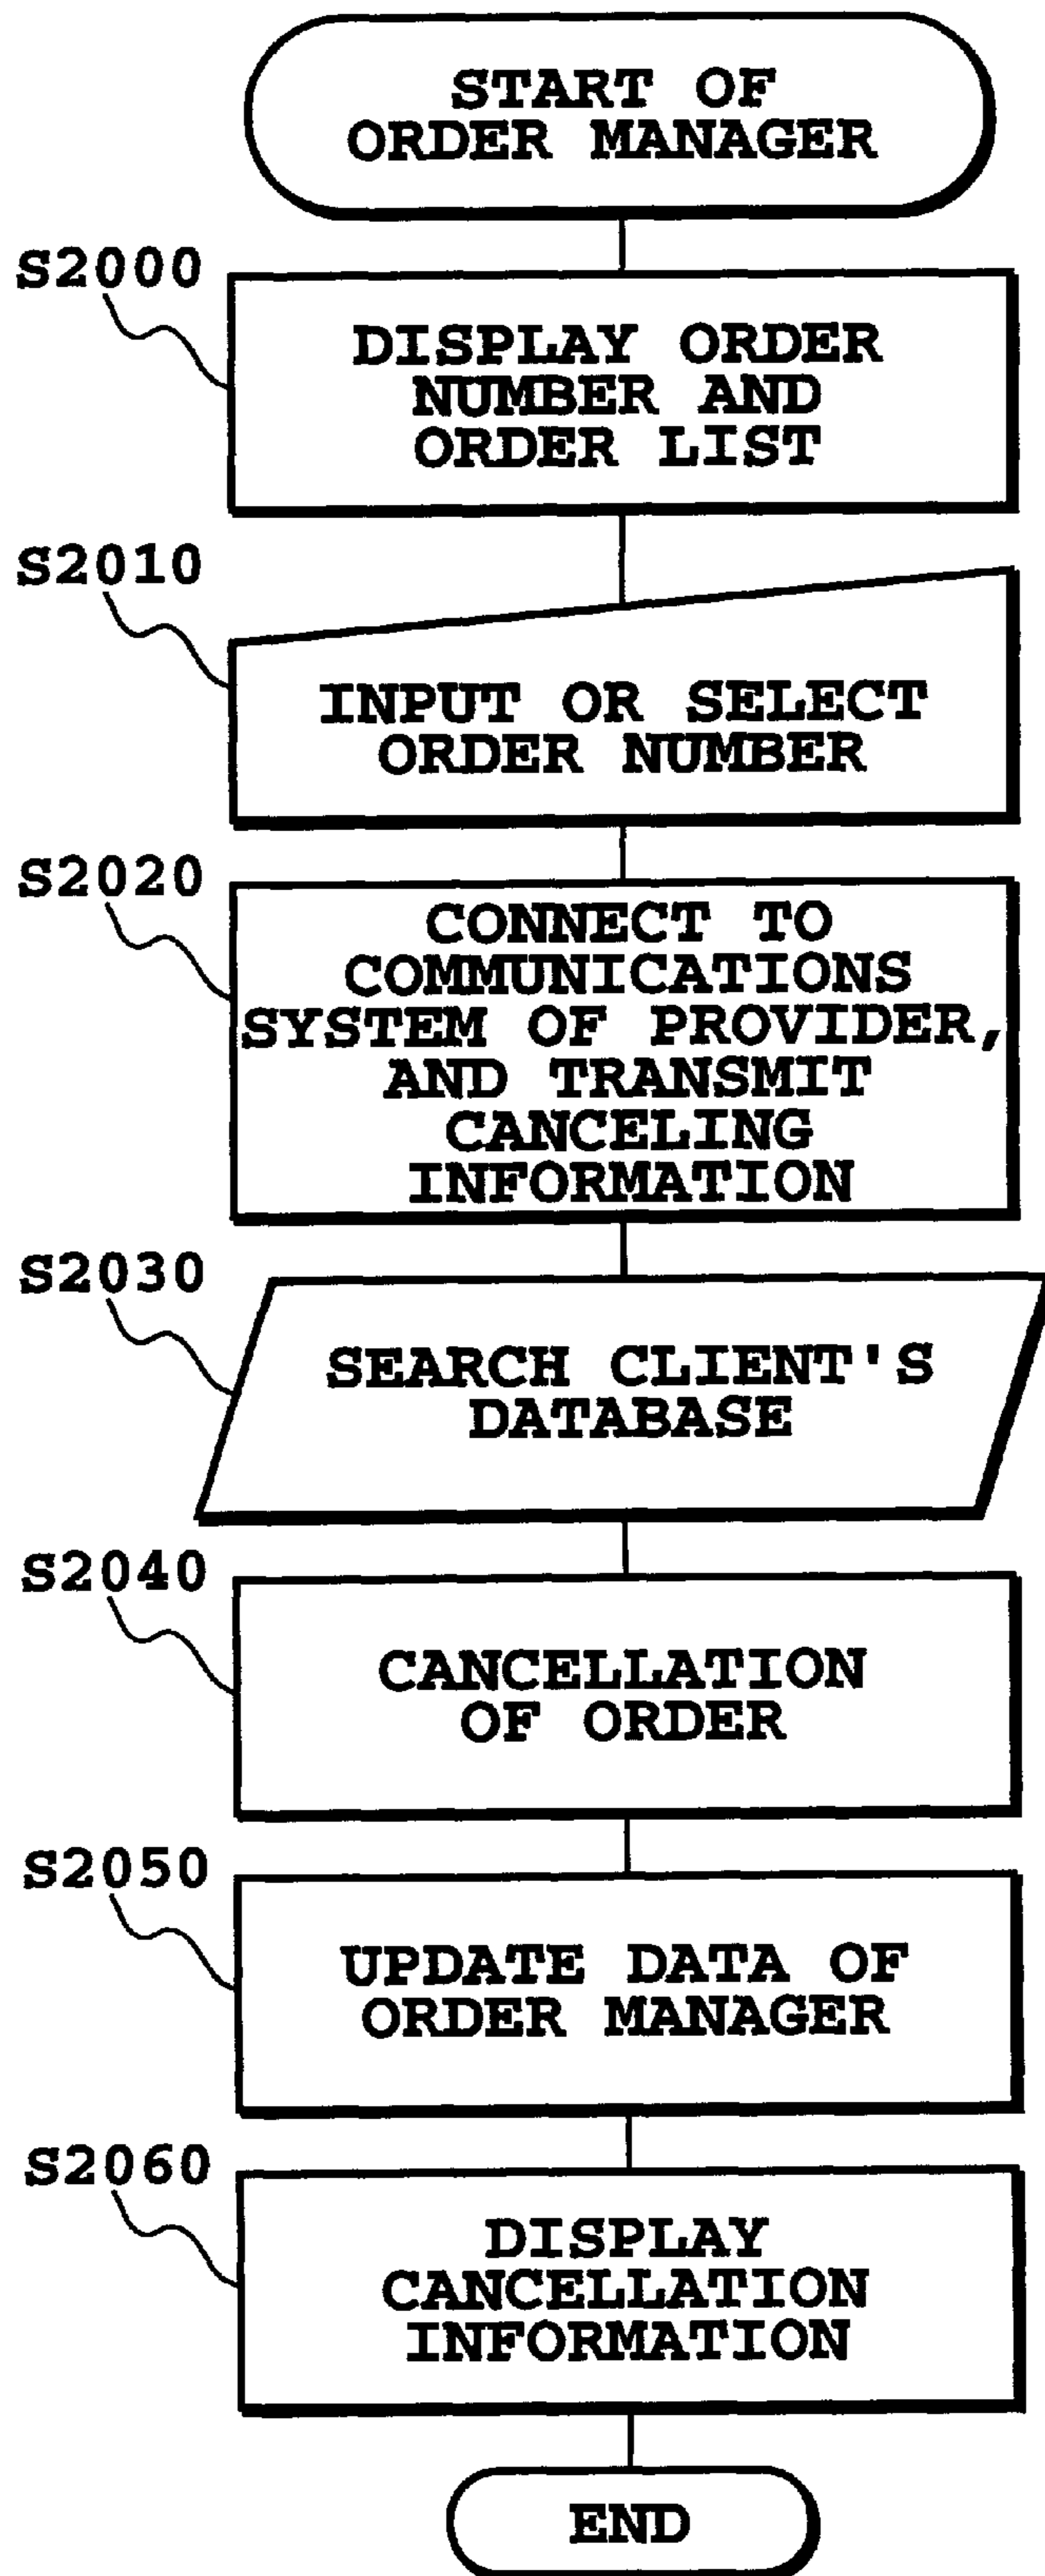 START OF
ORDER MANAGER
S2000
DISPLAY ORDER
NUMBER AND
ORDER LIST
S2010
INPUT OR SELECT
ORDER NUMBER
S2020
CONNECT TO
COMMUNICATIONS
SYSTEM OF PROVIDER,
AND TRANSMIT
CANCELING
INFORMATION
S2030
SEARCH CLIENT'S
DATABASE
S2040
CANCELLATION
OF ORDER
S2050
UPDATE DATA OF
ORDER MANAGER
S2060
DISPLAY
CANCELLATION
INFORMATION
END